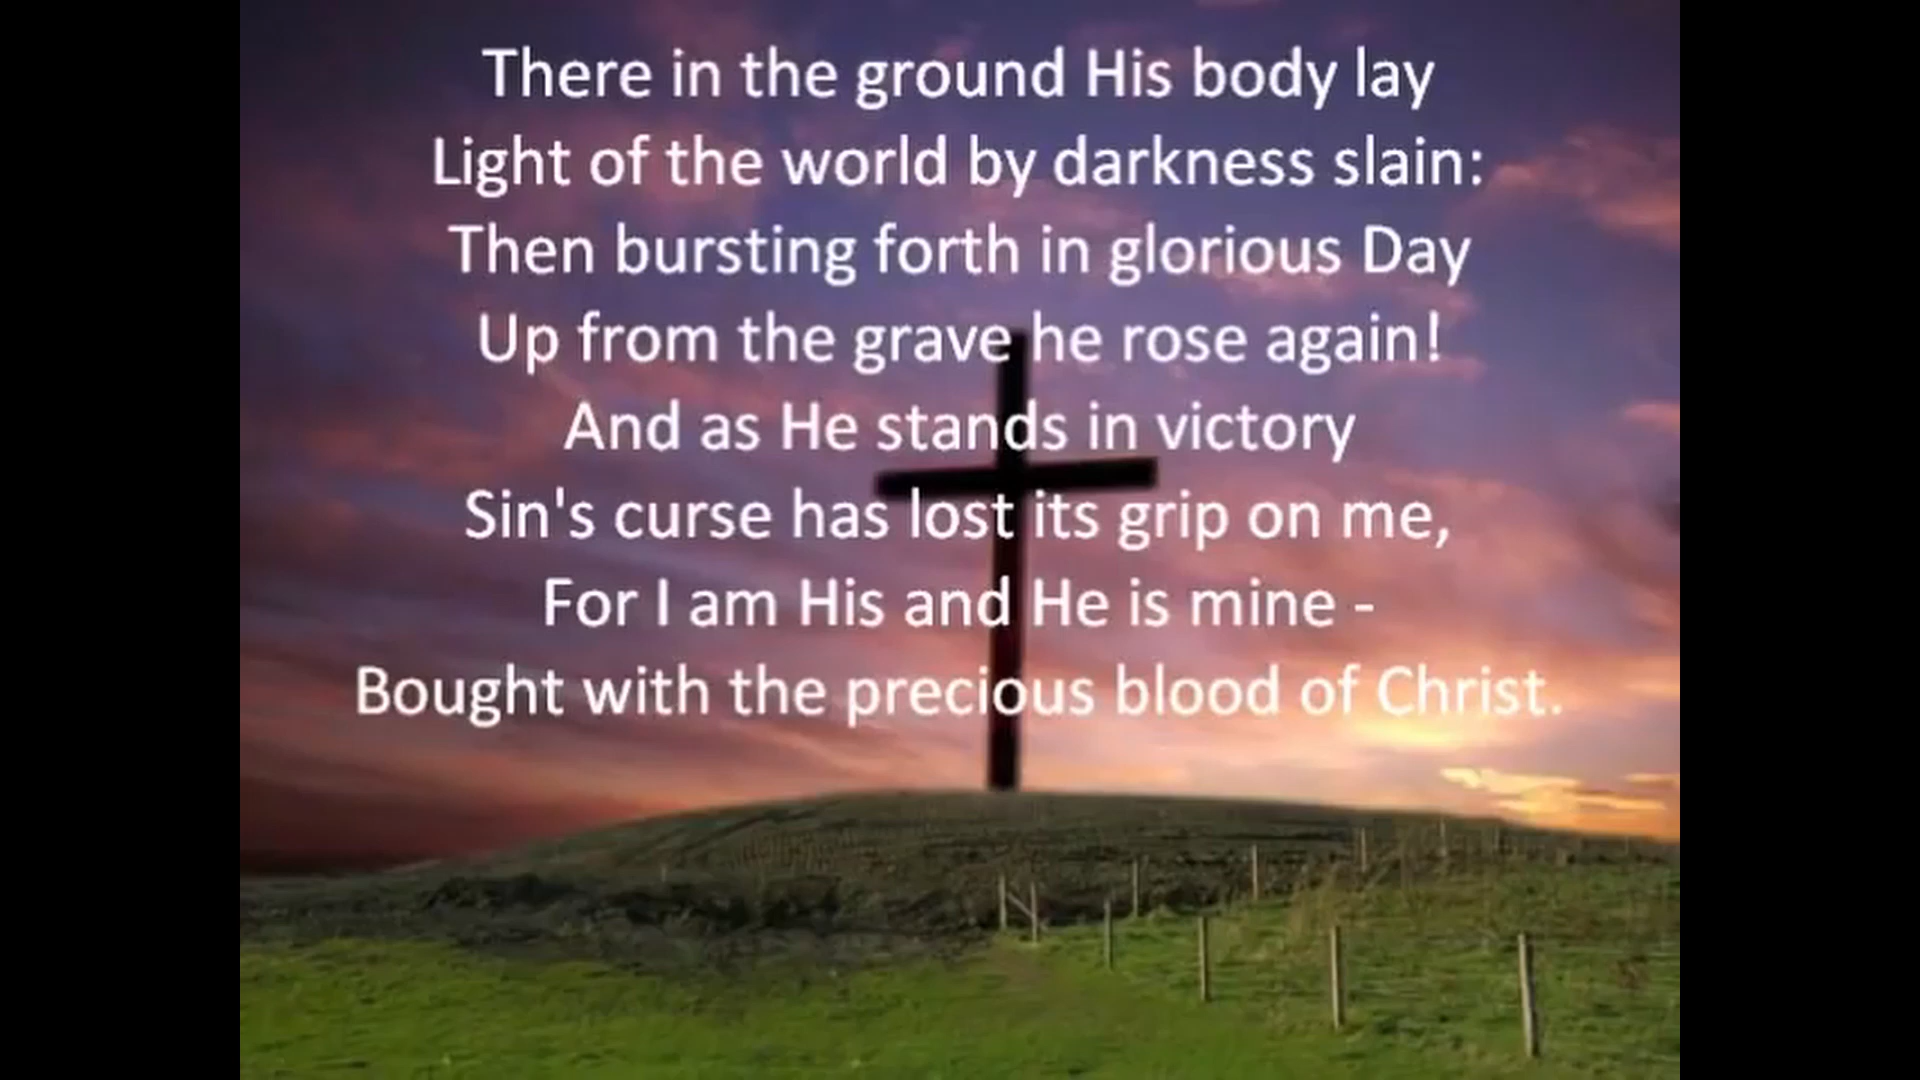 There in the ground His body lay
Light of the world by darkness slain:
Then bursting forth in glorious Day
Up from the grave he rose again!
And as He stands in victory
Sin's curse has lost its grip on me,
For I am His and He is mine -
Bought with the precious blood of Christ.